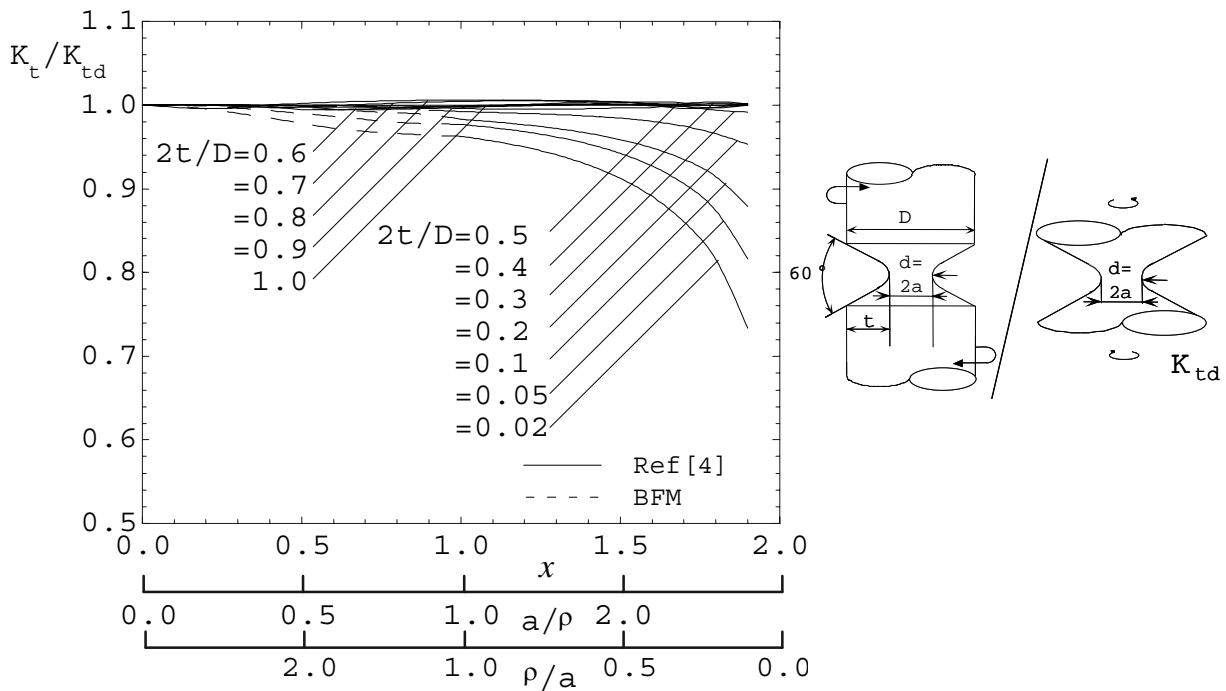 1.1
K_t/K_td
1.0
0.9
0.8
0.7
0.6
0.5
2t/D=0.6
=0.7
=0.8
=0.9
1.0
2t/D=0.5
=0.4
=0.3
=0.2
=0.1
=0.05
=0.02
Ref[4]
BFM
0.0 0.5 1.0 1.5 2.0
x
0.0 0.5 1.0 2.0
a/ρ
2.0 1.0 0.5 0.0
ρ/a
D
60°
d=
2a
t
d=
2a
K_td